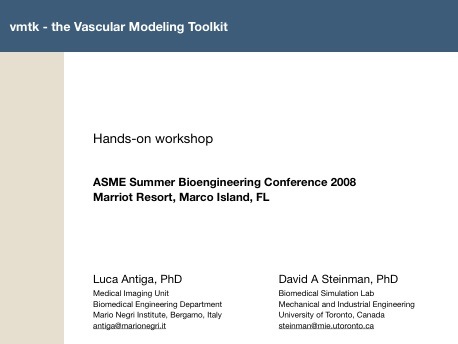 vmtk - the Vascular Modeling Toolkit
Hands-on workshop
ASME Summer Bioengineering Conference 2008
Marriot Resort, Marco Island, FL
Luca Antiga, PhD
Medical Imaging Unit
Biomedical Engineering Department
Mario Negri Institute, Bergamo, Italy
antiga@marionegri.it
David A Steinman, PhD
Biomedical Simulation Lab
Mechanical and Industrial Engineering
University of Toronto, Canada
steinman@mie.utoronto.ca